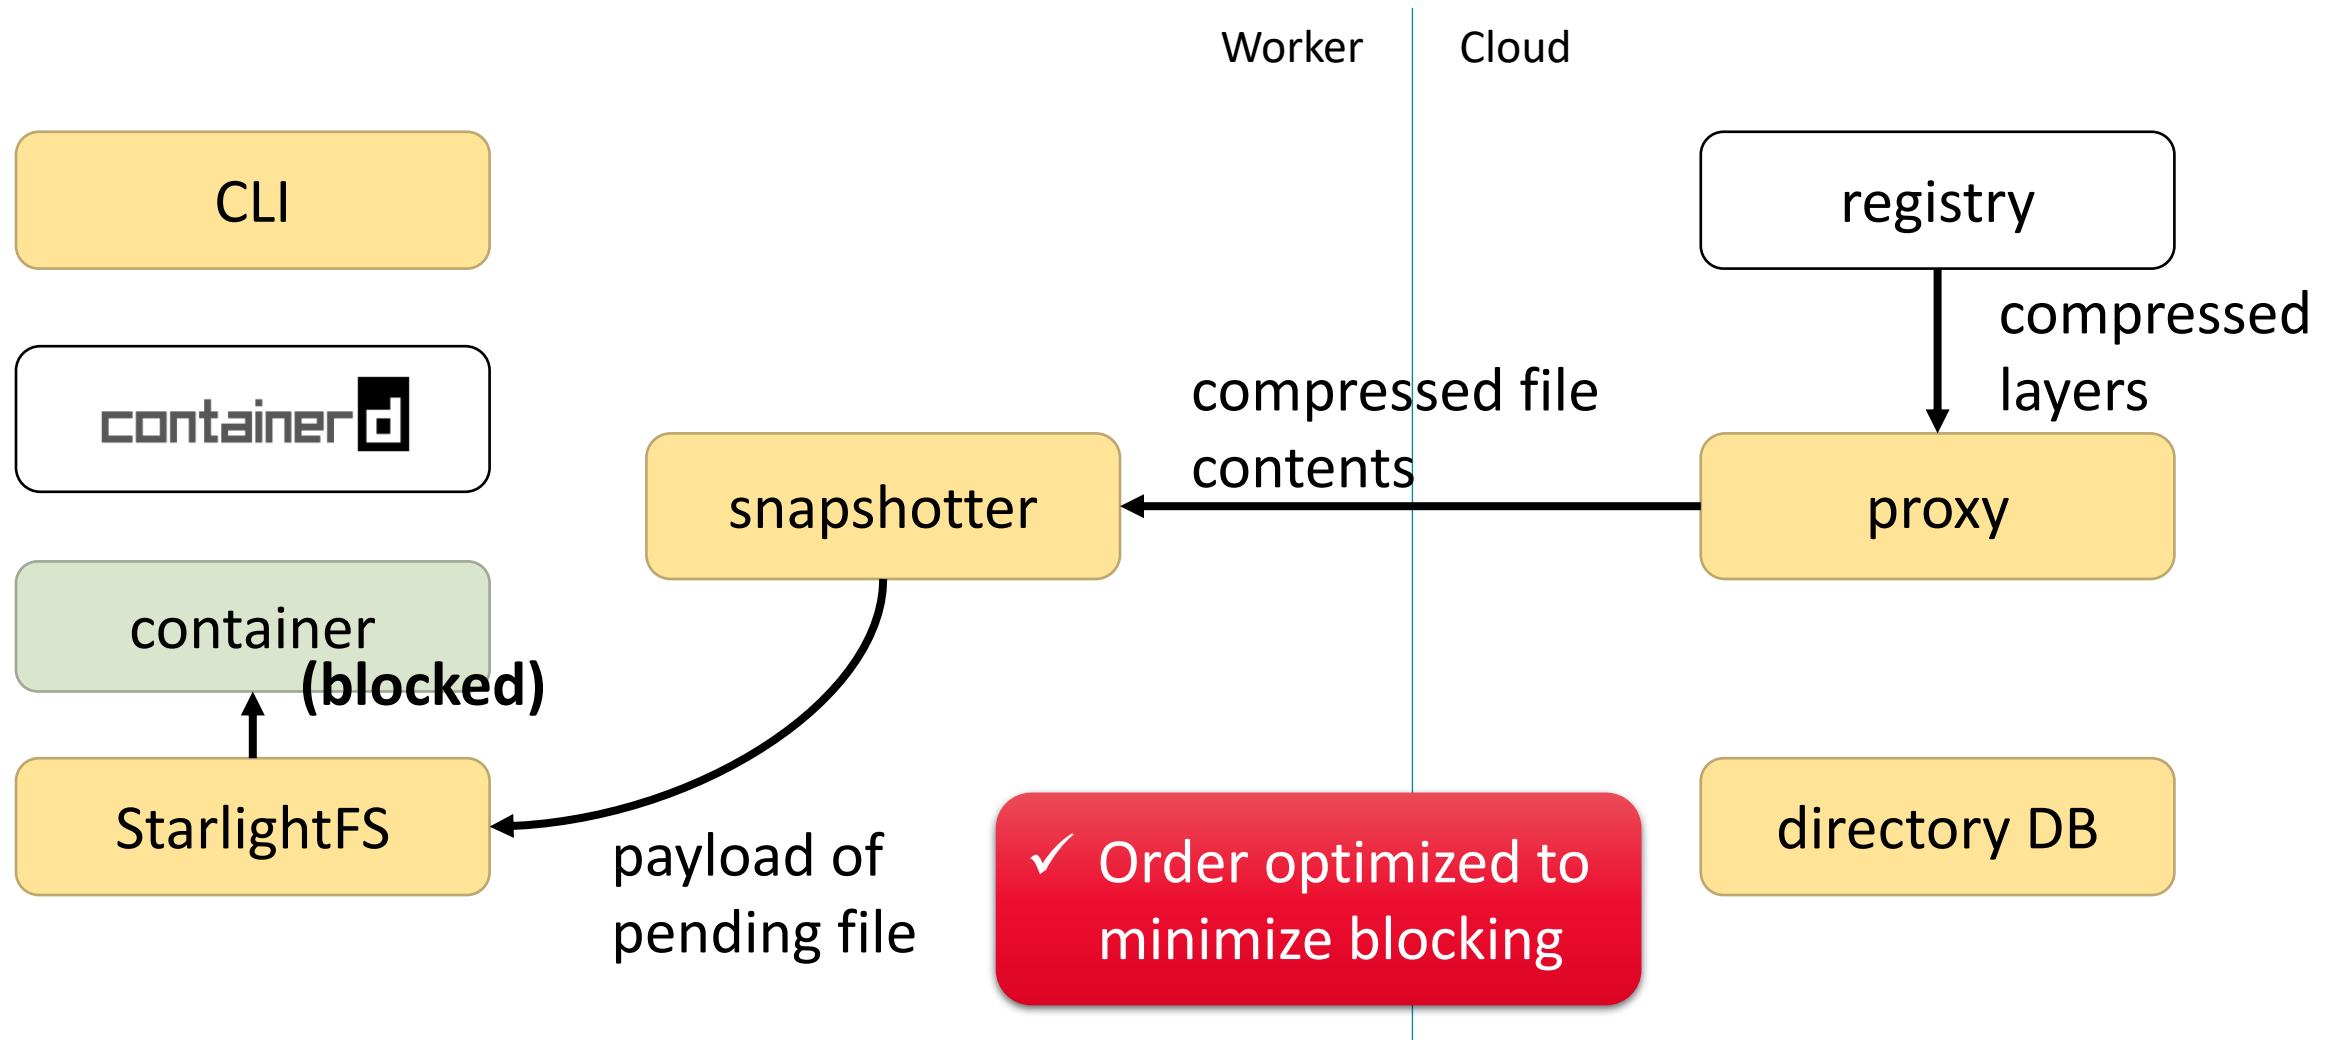 Worker
Cloud
CLI
registry
compressed
layers
containerd
compressed file
contents
snapshotter
proxy
container
(blocked)
StarlightFS
payload of
pending file
✓ Order optimized to
minimize blocking
directory DB